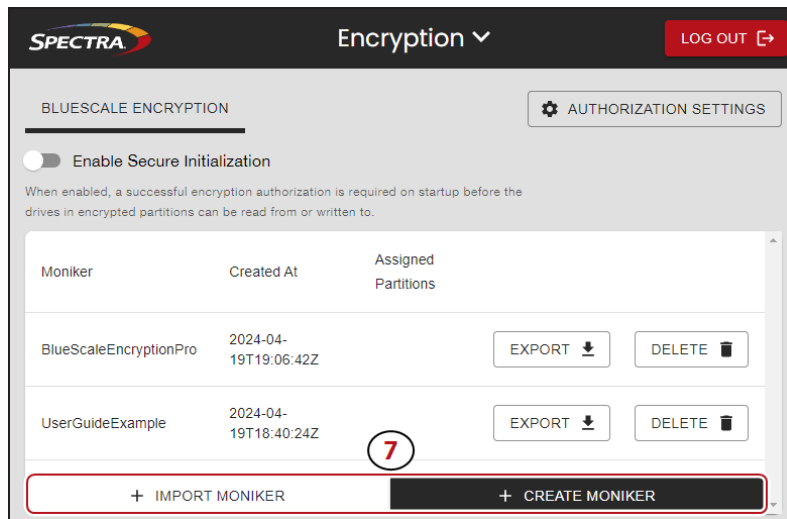 SPECTRA
Encryption
LOG OUT
BLUESCALE ENCRYPTION
AUTHORIZATION SETTINGS
Enable Secure Initialization
When enabled, a successful encryption authorization is required on startup before the
drives in encrypted partitions can be read from or written to.
Moniker
Created At
Assigned
Partitions
BlueScaleEncryptionPro
2024-04-
19T19:06:42Z
EXPORT
DELETE
UserGuideExample
2024-04-
19T18:40:24Z
EXPORT
DELETE
7
+ IMPORT MONIKER
+ CREATE MONIKER